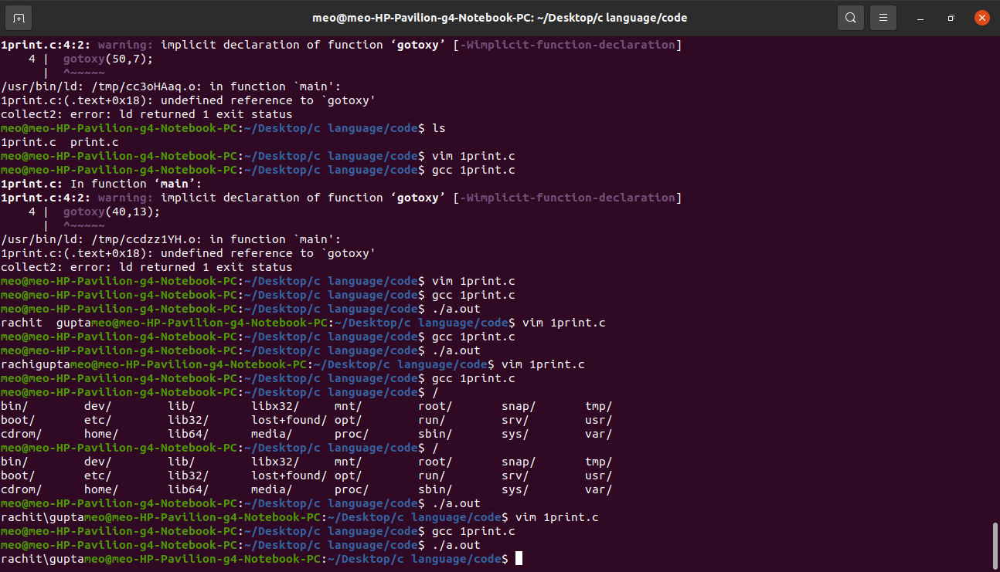 meo@meo-HP-Pavilion-g4-Notebook-PC: ~/Desktop/c language/code
1print.c:4:2: warning: implicit declaration of function ‘gotoxy’ [-Wimplicit-function-declaration]
    4 |  gotoxy(50,7);
      |  ^~~~~~
/usr/bin/ld: /tmp/cc3oHAaq.o: in function `main':
1print.c:(.text+0x18): undefined reference to `gotoxy'
collect2: error: ld returned 1 exit status
meo@meo-HP-Pavilion-g4-Notebook-PC:~/Desktop/c language/code$ ls
1print.c  print.c
meo@meo-HP-Pavilion-g4-Notebook-PC:~/Desktop/c language/code$ vim 1print.c
meo@meo-HP-Pavilion-g4-Notebook-PC:~/Desktop/c language/code$ gcc 1print.c
1print.c: In function ‘main’:
1print.c:4:2: warning: implicit declaration of function ‘gotoxy’ [-Wimplicit-function-declaration]
    4 |  gotoxy(40,13);
      |  ^~~~~~
/usr/bin/ld: /tmp/ccdzz1YH.o: in function `main':
1print.c:(.text+0x18): undefined reference to `gotoxy'
collect2: error: ld returned 1 exit status
meo@meo-HP-Pavilion-g4-Notebook-PC:~/Desktop/c language/code$ vim 1print.c
meo@meo-HP-Pavilion-g4-Notebook-PC:~/Desktop/c language/code$ gcc 1print.c
meo@meo-HP-Pavilion-g4-Notebook-PC:~/Desktop/c language/code$ ./a.out
rachit  guptameo@meo-HP-Pavilion-g4-Notebook-PC:~/Desktop/c language/code$ vim 1print.c
meo@meo-HP-Pavilion-g4-Notebook-PC:~/Desktop/c language/code$ gcc 1print.c
meo@meo-HP-Pavilion-g4-Notebook-PC:~/Desktop/c language/code$ ./a.out
rachiguptameo@meo-HP-Pavilion-g4-Notebook-PC:~/Desktop/c language/code$ vim 1print.c
meo@meo-HP-Pavilion-g4-Notebook-PC:~/Desktop/c language/code$ gcc 1print.c
meo@meo-HP-Pavilion-g4-Notebook-PC:~/Desktop/c language/code$ /
bin/        dev/        lib/        libx32/     mnt/        root/       snap/       tmp/
boot/       etc/        lib32/      lost+found/ opt/        run/        srv/        usr/
cdrom/      home/       lib64/      media/      proc/       sbin/       sys/        var/
meo@meo-HP-Pavilion-g4-Notebook-PC:~/Desktop/c language/code$ /
bin/        dev/        lib/        libx32/     mnt/        root/       snap/       tmp/
boot/       etc/        lib32/      lost+found/ opt/        run/        srv/        usr/
cdrom/      home/       lib64/      media/      proc/       sbin/       sys/        var/
meo@meo-HP-Pavilion-g4-Notebook-PC:~/Desktop/c language/code$ ./a.out
rachit\guptameo@meo-HP-Pavilion-g4-Notebook-PC:~/Desktop/c language/code$ vim 1print.c
meo@meo-HP-Pavilion-g4-Notebook-PC:~/Desktop/c language/code$ gcc 1print.c
meo@meo-HP-Pavilion-g4-Notebook-PC:~/Desktop/c language/code$ ./a.out
rachit\guptameo@meo-HP-Pavilion-g4-Notebook-PC:~/Desktop/c language/code$